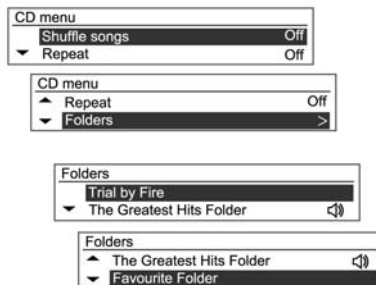 CD menu
Shuffle songs Off
Repeat Off
CD menu
Repeat Off
Folders >
Folders
Trial by Fire
The Greatest Hits Folder
Folders
The Greatest Hits Folder
Favourite Folder